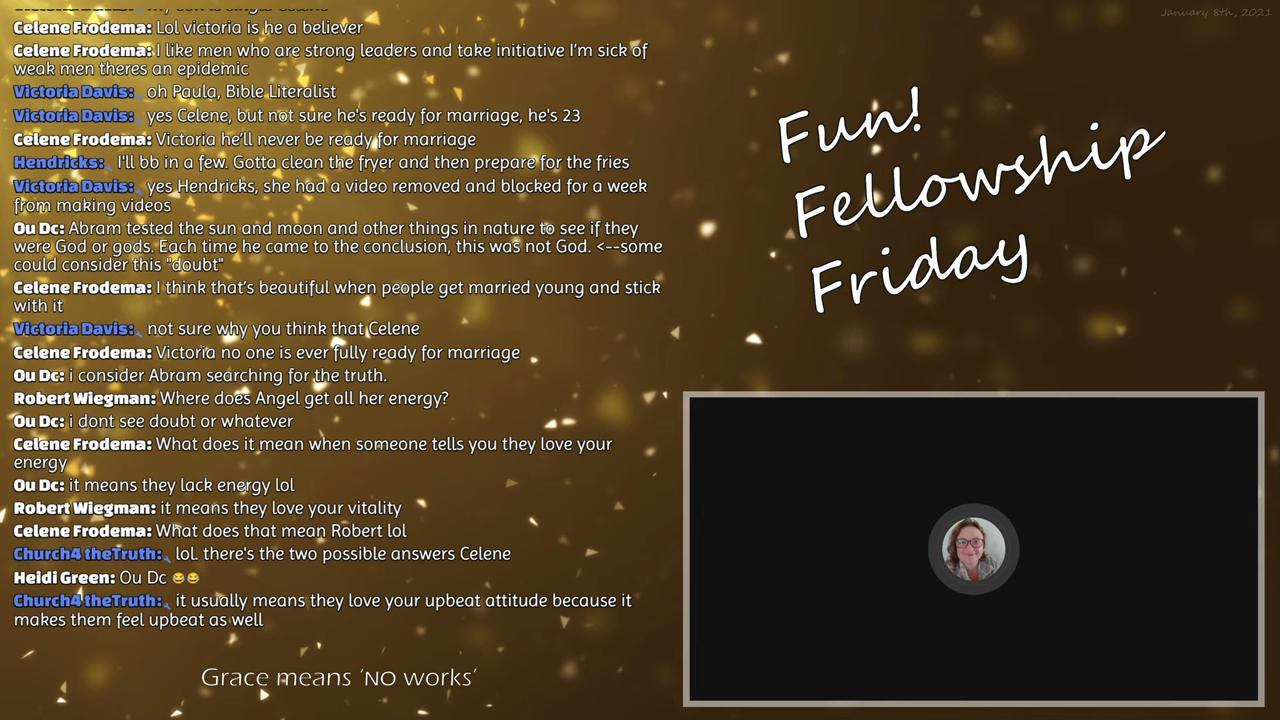 January 8th, 2021
Celene Frodema: Lol victoria is he a believer
Celene Frodema: I like men who are strong leaders and take initiative I'm sick of
weak men theres an epidemic
Victoria Davis: oh Paula, Bible Literalist
Victoria Davis: yes Celene, but not sure he's ready for marriage, he's 23
Celene Frodema: Victoria he'll never be ready for marriage
Hendricks: I'll bb in a few. Gotta clean the fryer and then prepare for the fries
Victoria Davis: yes Hendricks, she had a video removed and blocked for a week
from making videos
Ou Dc: Abram tested the sun and moon and other things in nature to see if they
were God or gods. Each time he came to the conclusion, this was not God. <--some
could consider this "doubt"
Celene Frodema: I think that's beautiful when people get married young and stick
with it
Victoria Davis: not sure why you think that Celene
Celene Frodema: Victoria no one is ever fully ready for marriage
Ou Dc: i consider Abram searching for the truth.
Robert Wiegman: Where does Angel get all her energy?
Ou Dc: i dont see doubt or whatever
Celene Frodema: What does it mean when someone tells you they love your
energy
Ou Dc: it means they lack energy lol
Robert Wiegman: it means they love your vitality
Celene Frodema: What does that mean Robert lol
Church4 theTruth: lol. there's the two possible answers Celene
Heidi Green: Ou Dc 😂😂
Church4 theTruth: it usually means they love your upbeat attitude because it
makes them feel upbeat as well
Grace means 'NO works'
Fun!
Fellowship
Friday